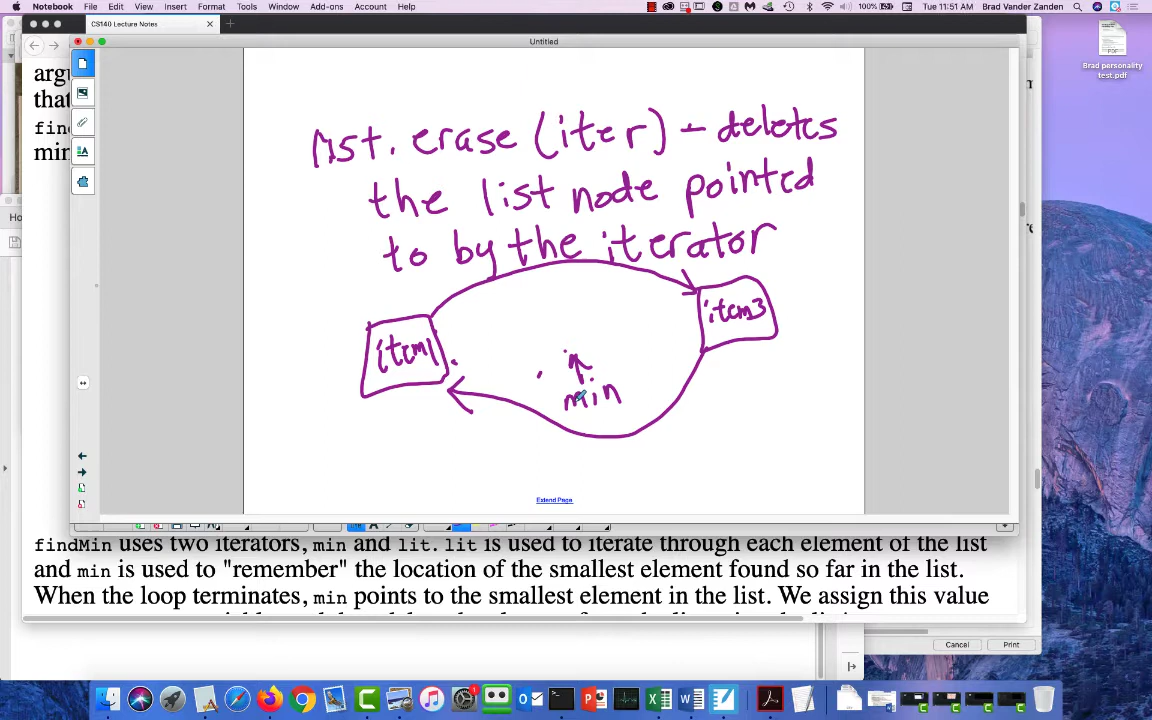 Notebook File Edit View Insert Format Tools Window Add-ons Account Help
100% Tue 11:51 AM Brad Vander Zanden
CS140 Lecture Notes
Untitled
Brad personality
test.pdf
that
min
list. erase (iter) - deletes
the list node pointed
to by the iterator
item1
item3
min
Extend Page
Cancel Print
findMin uses two iterators, min and lit. lit is used to iterate through each element of the list
and min is used to "remember" the location of the smallest element found so far in the list.
When the loop terminates, min points to the smallest element in the list. We assign this value